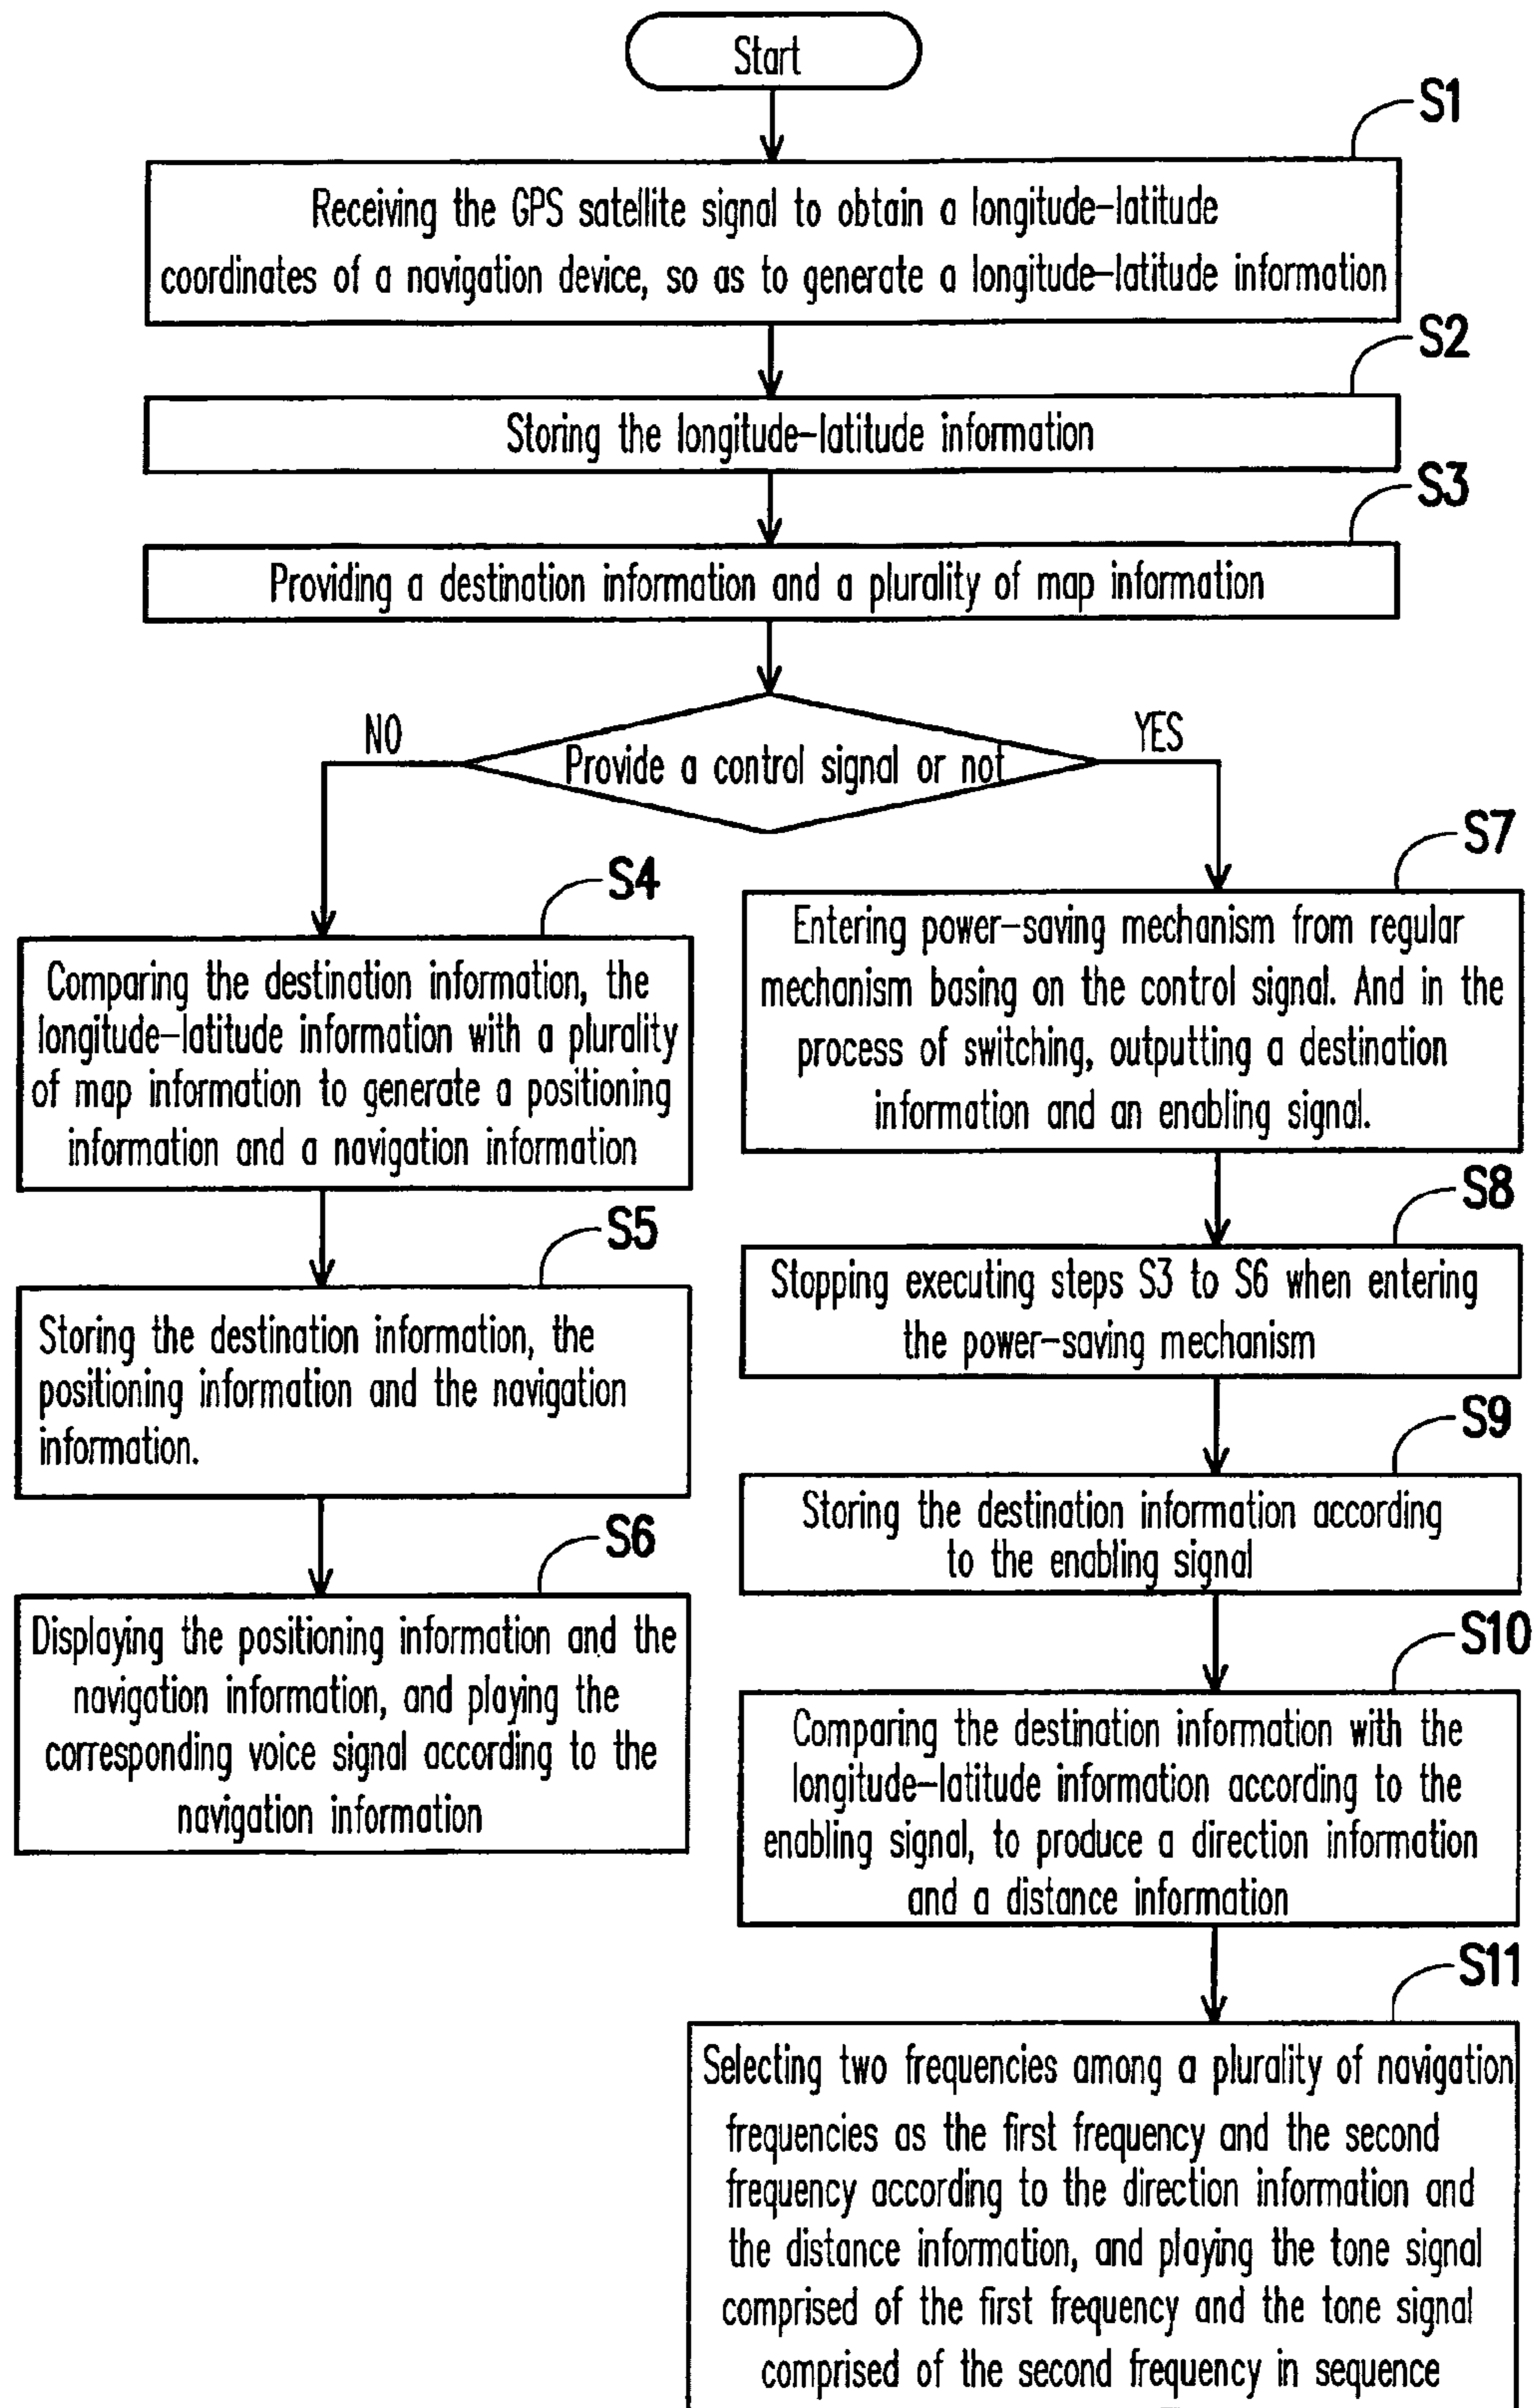 Start
S1
Receiving the GPS satellite signal to obtain a longitude-latitude
coordinates of a navigation device, so as to generate a longitude-latitude information
S2
Storing the longitude-latitude information
S3
Providing a destination information and a plurality of map information
Provide a control signal or not
NO
YES
S4
Comparing the destination information, the
longitude-latitude information with a plurality
of map information to generate a positioning
information and a navigation information
S5
Storing the destination information, the
positioning information and the navigation
information.
S6
Displaying the positioning information and the
navigation information, and playing the
corresponding voice signal according to the
navigation information
S7
Entering power-saving mechanism from regular
mechanism basing on the control signal. And in the
process of switching, outputting a destination
information and an enabling signal.
S8
Stopping executing steps S3 to S6 when entering
the power-saving mechanism
S9
Storing the destination information according
to the enabling signal
S10
Comparing the destination information with the
longitude-latitude information according to the
enabling signal, to produce a direction information
and a distance information
S11
Selecting two frequencies among a plurality of navigation
frequencies as the first frequency and the second
frequency according to the direction information and
the distance information, and playing the tone signal
comprised of the first frequency and the tone signal
comprised of the second frequency in sequence